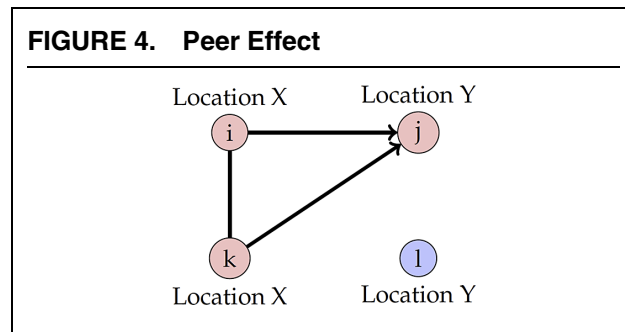 FIGURE 4. Peer Effect
Location X Location Y
i j
k l
Location X Location Y